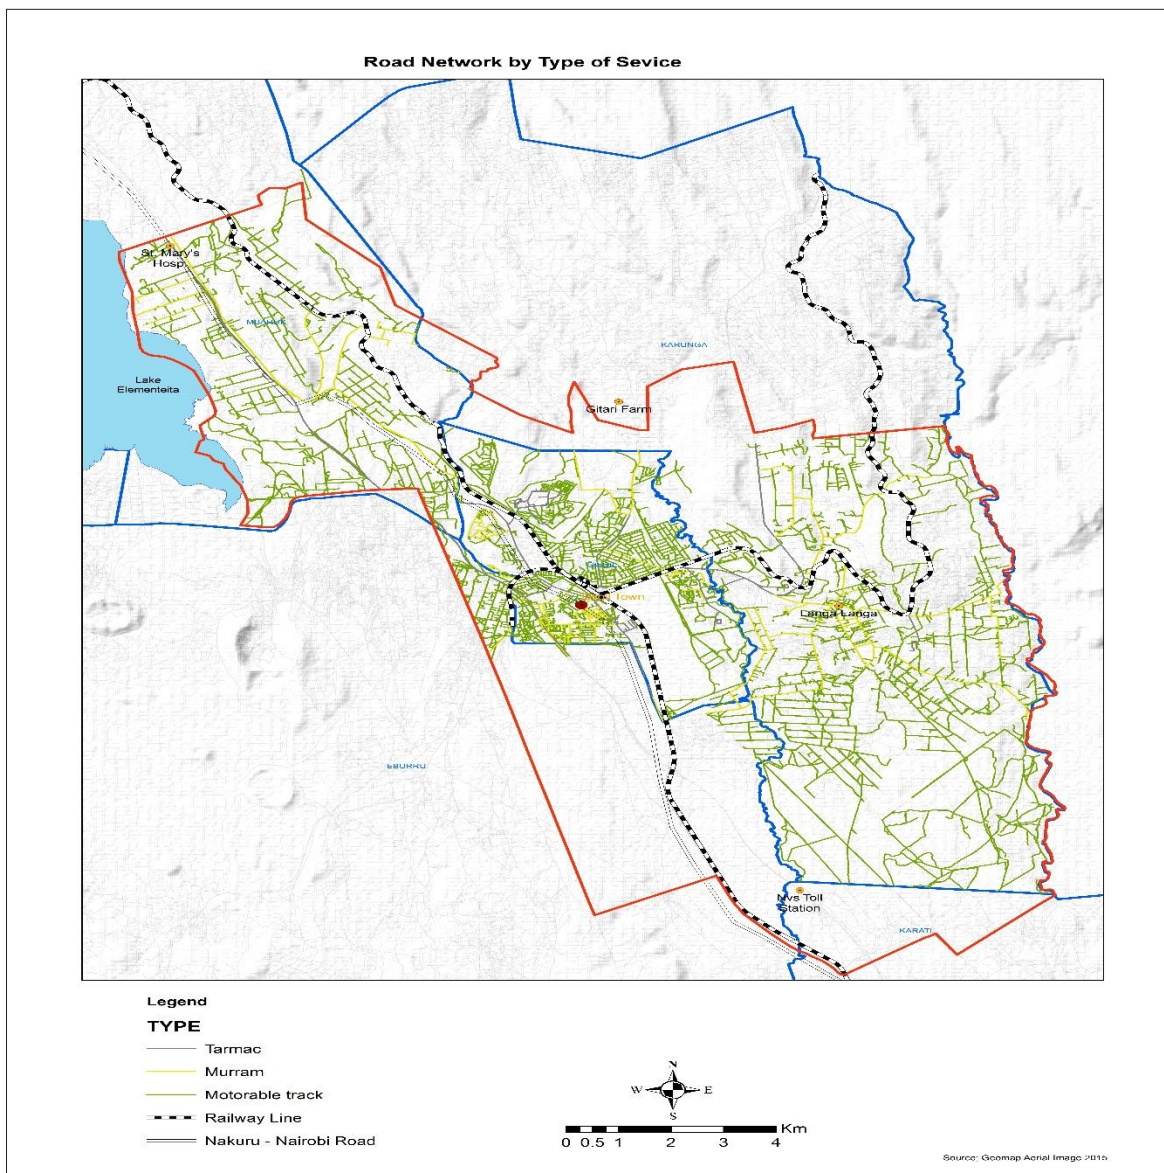 Road Network by Type of Sevice
St. Mary's
Hosp.
Lake
Elementeita
KARUNGA
Gitari Farm
Town
Langa Langa
EBURRU
Nvs Toll
Station
KARATI
Legend
TYPE
Tarmac
Murram
Motorable track
Railway Line
Nakuru - Nairobi Road
N
W
E
S
Km
0 0.5 1 2 3 4
Source: Geomap Aerial Image 2015